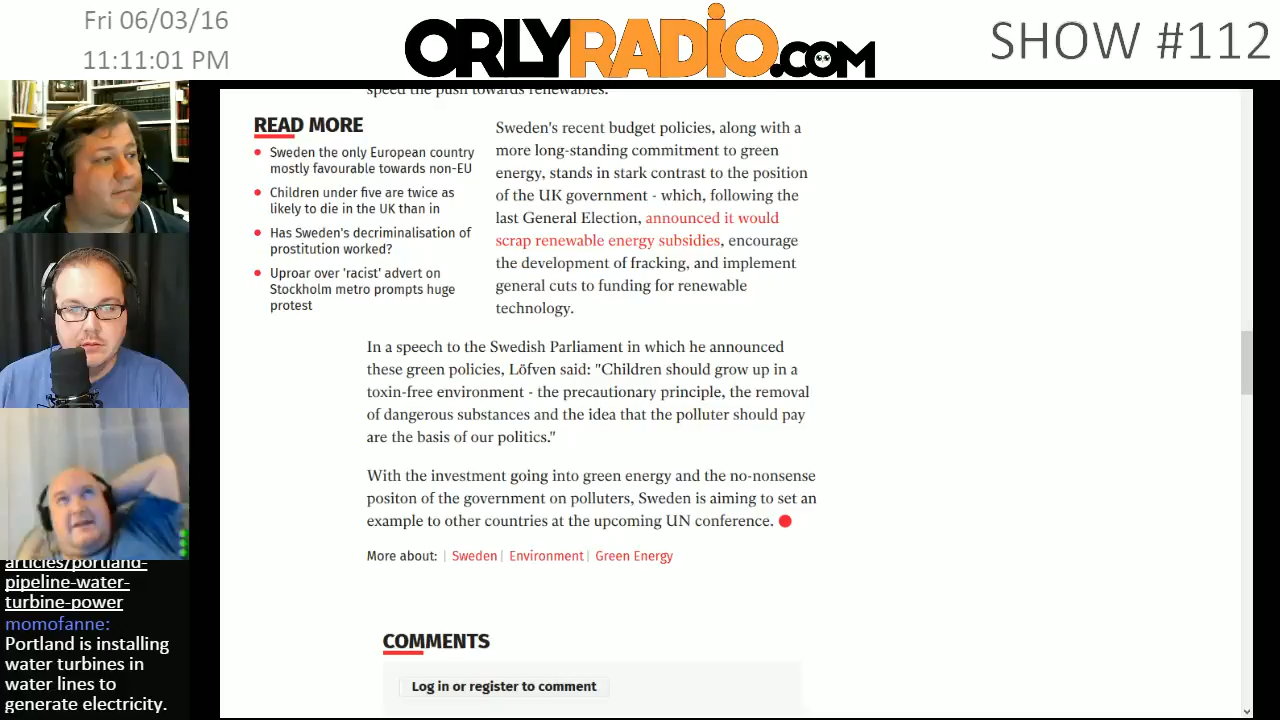 Fri 06/03/16
11:11:01 PM
ORLYRADIO.COM
SHOW #112
speed the push towards renewables.
READ MORE
Sweden the only European country
mostly favourable towards non-EU
Children under five are twice as
likely to die in the UK than in
Has Sweden's decriminalisation of
prostitution worked?
Uproar over 'racist' advert on
Stockholm metro prompts huge
protest
Sweden's recent budget policies, along with a
more long-standing commitment to green
energy, stands in stark contrast to the position
of the UK government - which, following the
last General Election, announced it would
scrap renewable energy subsidies, encourage
the development of fracking, and implement
general cuts to funding for renewable
technology.
In a speech to the Swedish Parliament in which he announced
these green policies, Löfven said: "Children should grow up in a
toxin-free environment - the precautionary principle, the removal
of dangerous substances and the idea that the polluter should pay
are the basis of our politics."
With the investment going into green energy and the no-nonsense
positon of the government on polluters, Sweden is aiming to set an
example to other countries at the upcoming UN conference.
More about: | Sweden | Environment | Green Energy
COMMENTS
Log in or register to comment
articles/portland-
pipeline-water-
turbine-power
momofanne:
Portland is installing
water turbines in
water lines to
generate electricity.